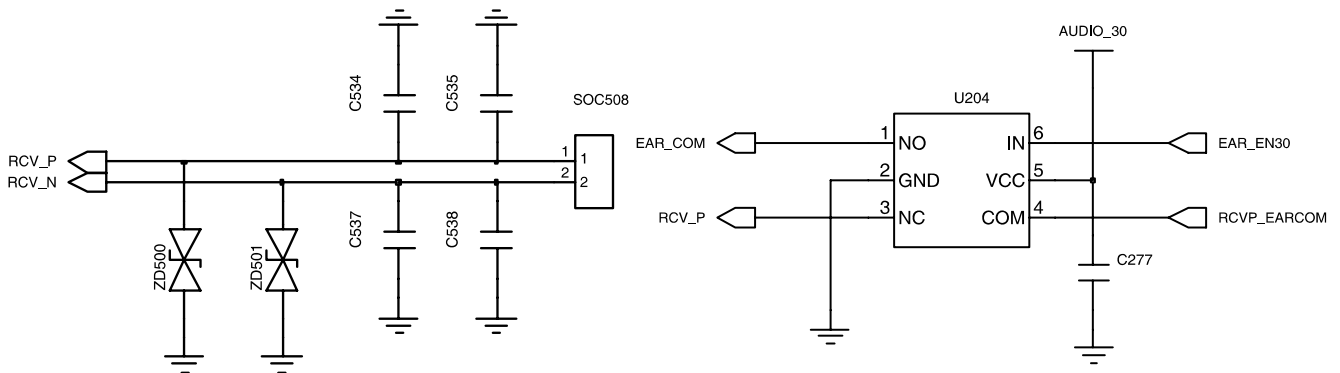 C534
C535
SOC508
RCV_P
RCV_N
1
1
2
2
ZD500
ZD501
C537
C538
AUDIO_30
U204
EAR_COM
1
NO
IN
6
EAR_EN30
2
GND
VCC
5
RCV_P
3
NC
COM
4
RCVP_EARCOM
C277